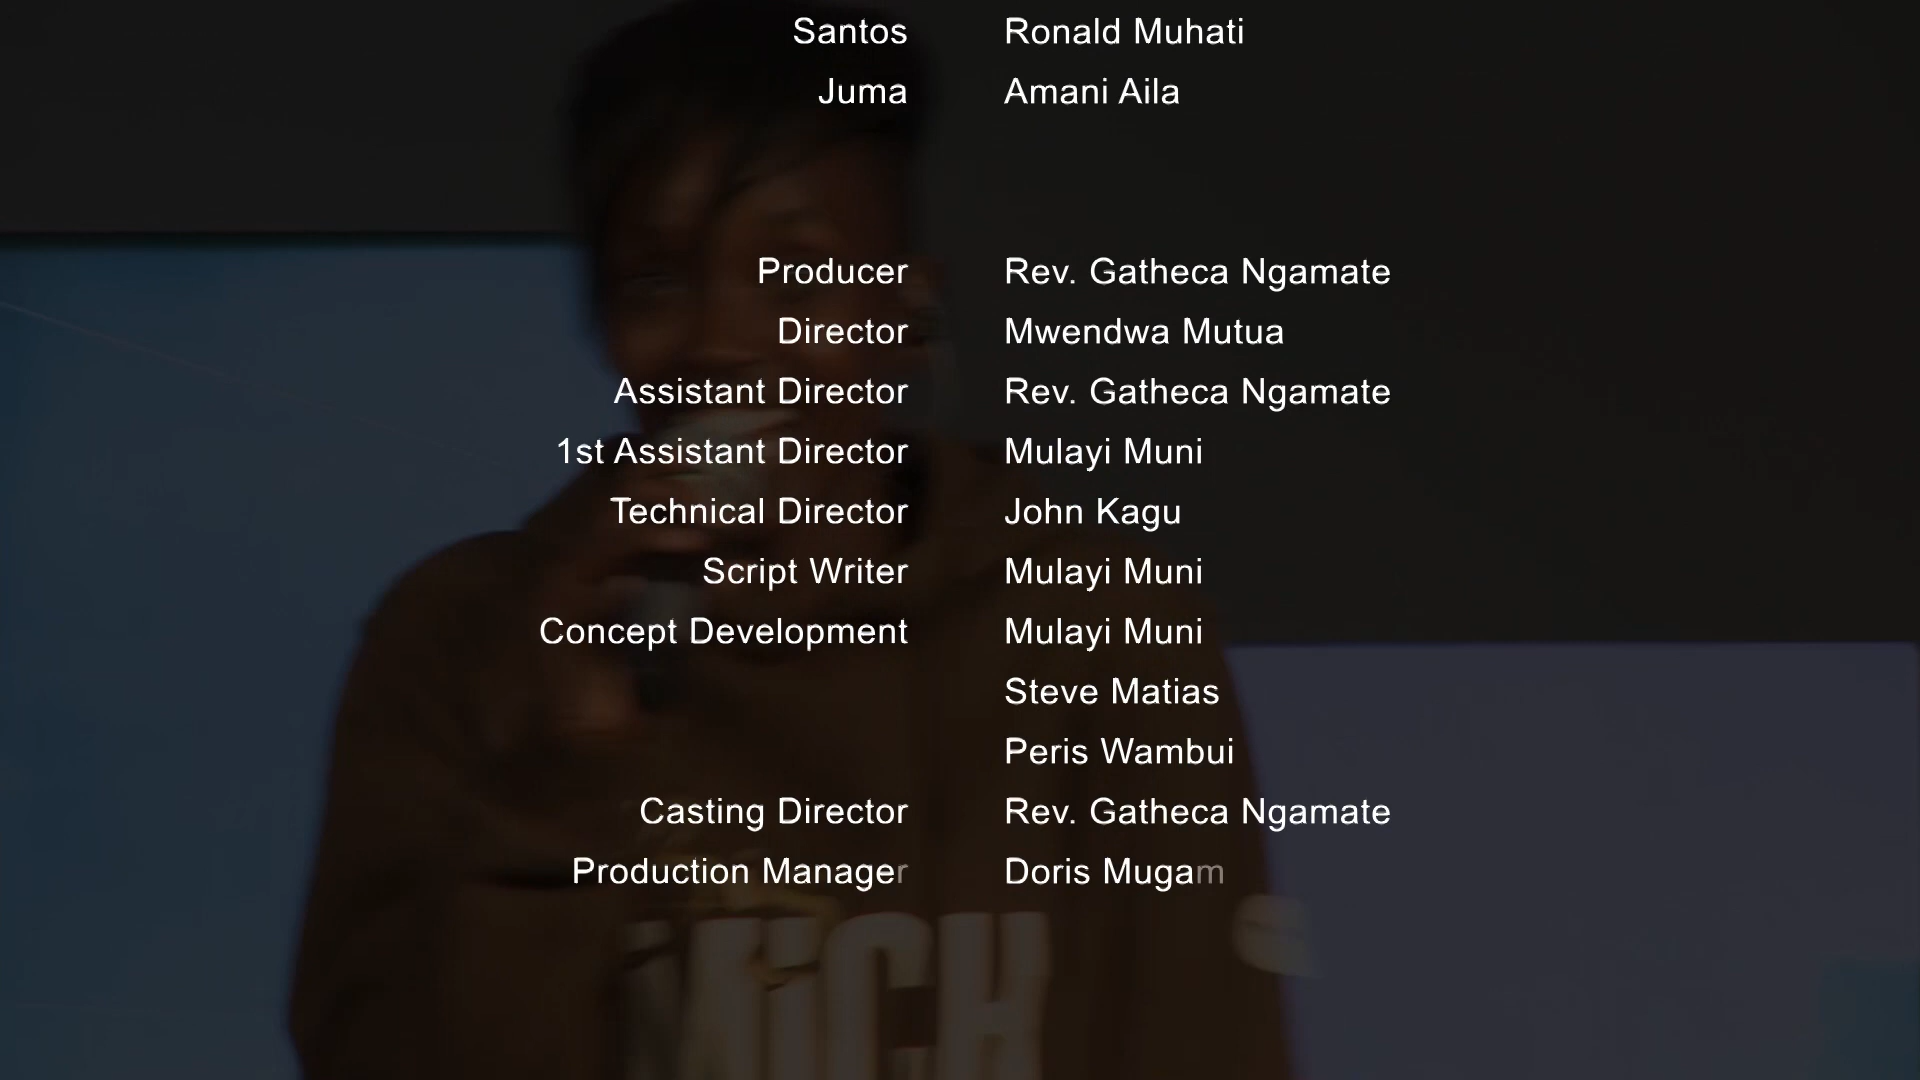 Santos Ronald Muhati
Juma Amani Aila
Producer Rev. Gatheca Ngamate
Director Mwendwa Mutua
Assistant Director Rev. Gatheca Ngamate
1st Assistant Director Mulayi Muni
Technical Director John Kagu
Script Writer Mulayi Muni
Concept Development Mulayi Muni
Steve Matias
Peris Wambui
Casting Director Rev. Gatheca Ngamate
Production Manager Doris Mugam